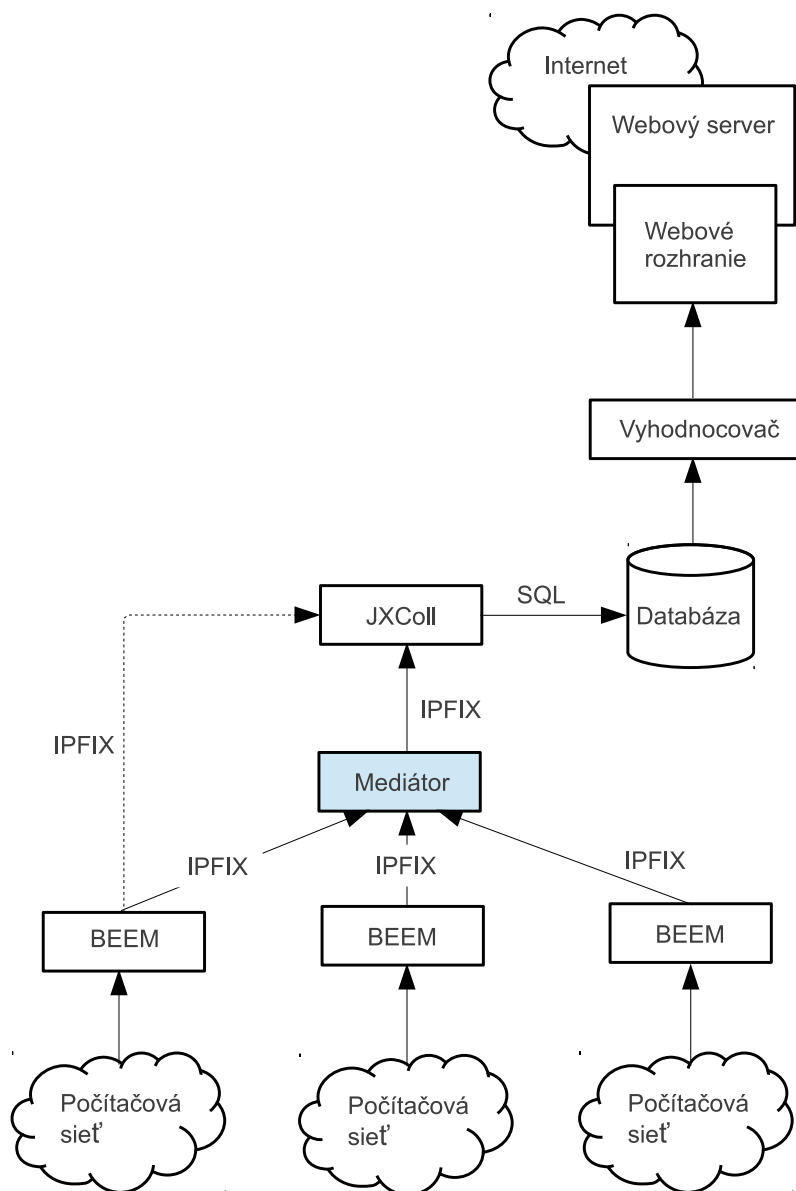 Internet
Webový server
Webové
rozhranie
Vyhodnocovač
SQL
JXColl
Databáza
IPFIX
IPFIX
Mediátor
IPFIX
IPFIX
IPFIX
BEEM
BEEM
BEEM
Počítačová
sieť
Počítačová
sieť
Počítačová
sieť